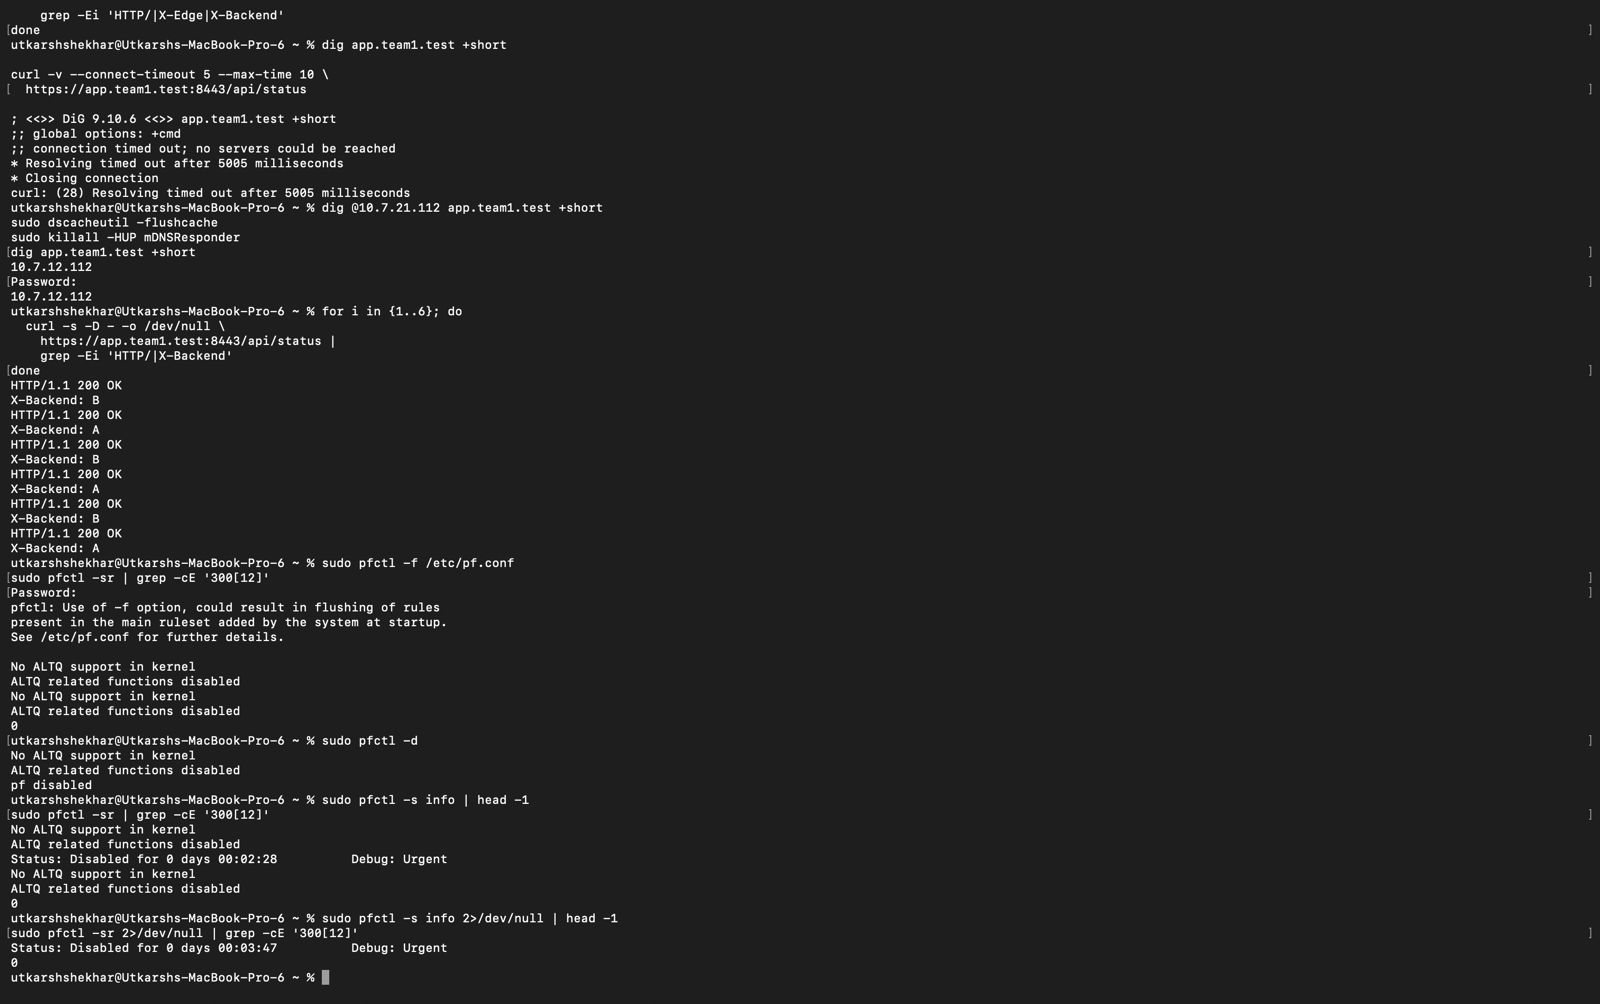 grep -Ei 'HTTP/|X-Edge|X-Backend'
[done ]
utkarshshekhar@Utkarshs-MacBook-Pro-6 ~ % dig app.team1.test +short
curl -v --connect-timeout 5 --max-time 10 \
[  https://app.team1.test:8443/api/status ]
; <<>> DiG 9.10.6 <<>> app.team1.test +short
;; global options: +cmd
;; connection timed out; no servers could be reached
* Resolving timed out after 5005 milliseconds
* Closing connection
curl: (28) Resolving timed out after 5005 milliseconds
utkarshshekhar@Utkarshs-MacBook-Pro-6 ~ % dig @10.7.21.112 app.team1.test +short
sudo dscacheutil -flushcache
sudo killall -HUP mDNSResponder
[dig app.team1.test +short ]
10.7.12.112
[Password: ]
10.7.12.112
utkarshshekhar@Utkarshs-MacBook-Pro-6 ~ % for i in {1..6}; do
  curl -s -D - -o /dev/null \
    https://app.team1.test:8443/api/status |
    grep -Ei 'HTTP/|X-Backend'
[done ]
HTTP/1.1 200 OK
X-Backend: B
HTTP/1.1 200 OK
X-Backend: A
HTTP/1.1 200 OK
X-Backend: B
HTTP/1.1 200 OK
X-Backend: A
HTTP/1.1 200 OK
X-Backend: B
HTTP/1.1 200 OK
X-Backend: A
utkarshshekhar@Utkarshs-MacBook-Pro-6 ~ % sudo pfctl -f /etc/pf.conf
[sudo pfctl -sr | grep -cE '300[12]' ]
[Password: ]
pfctl: Use of -f option, could result in flushing of rules
present in the main ruleset added by the system at startup.
See /etc/pf.conf for further details.
No ALTQ support in kernel
ALTQ related functions disabled
No ALTQ support in kernel
ALTQ related functions disabled
0
[utkarshshekhar@Utkarshs-MacBook-Pro-6 ~ % sudo pfctl -d ]
No ALTQ support in kernel
ALTQ related functions disabled
pf disabled
utkarshshekhar@Utkarshs-MacBook-Pro-6 ~ % sudo pfctl -s info | head -1
[sudo pfctl -sr | grep -cE '300[12]' ]
No ALTQ support in kernel
ALTQ related functions disabled
Status: Disabled for 0 days 00:02:28          Debug: Urgent
No ALTQ support in kernel
ALTQ related functions disabled
0
utkarshshekhar@Utkarshs-MacBook-Pro-6 ~ % sudo pfctl -s info 2>/dev/null | head -1
[sudo pfctl -sr 2>/dev/null | grep -cE '300[12]' ]
Status: Disabled for 0 days 00:03:47          Debug: Urgent
0
utkarshshekhar@Utkarshs-MacBook-Pro-6 ~ %